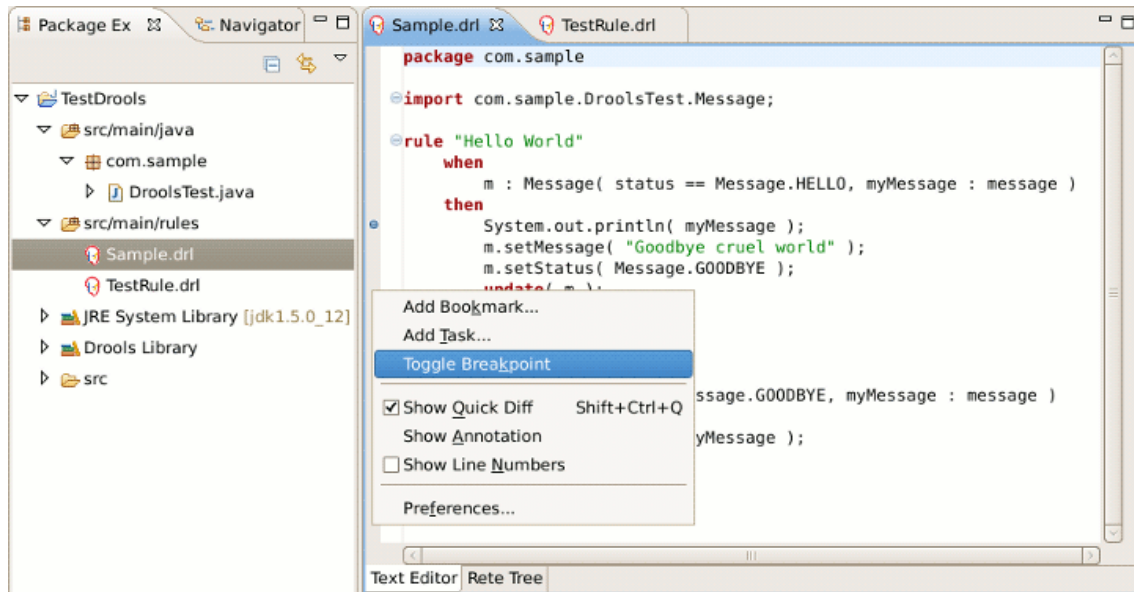 Package Ex
Navigator
TestDrools
src/main/java
com.sample
DroolsTest.java
src/main/rules
Sample.drl
TestRule.drl
JRE System Library [jdk1.5.0_12]
Drools Library
src
Sample.drl
TestRule.drl
package com.sample
import com.sample.DroolsTest.Message;
rule "Hello World"
when
m : Message( status == Message.HELLO, myMessage : message )
then
System.out.println( myMessage );
m.setMessage( "Goodbye cruel world" );
m.setStatus( Message.GOODBYE );
update( m );
ssage.GOODBYE, myMessage : message )
yMessage );
Add Bookmark...
Add Task...
Toggle Breakpoint
Show Quick Diff Shift+Ctrl+Q
Show Annotation
Show Line Numbers
Preferences...
Text Editor
Rete Tree